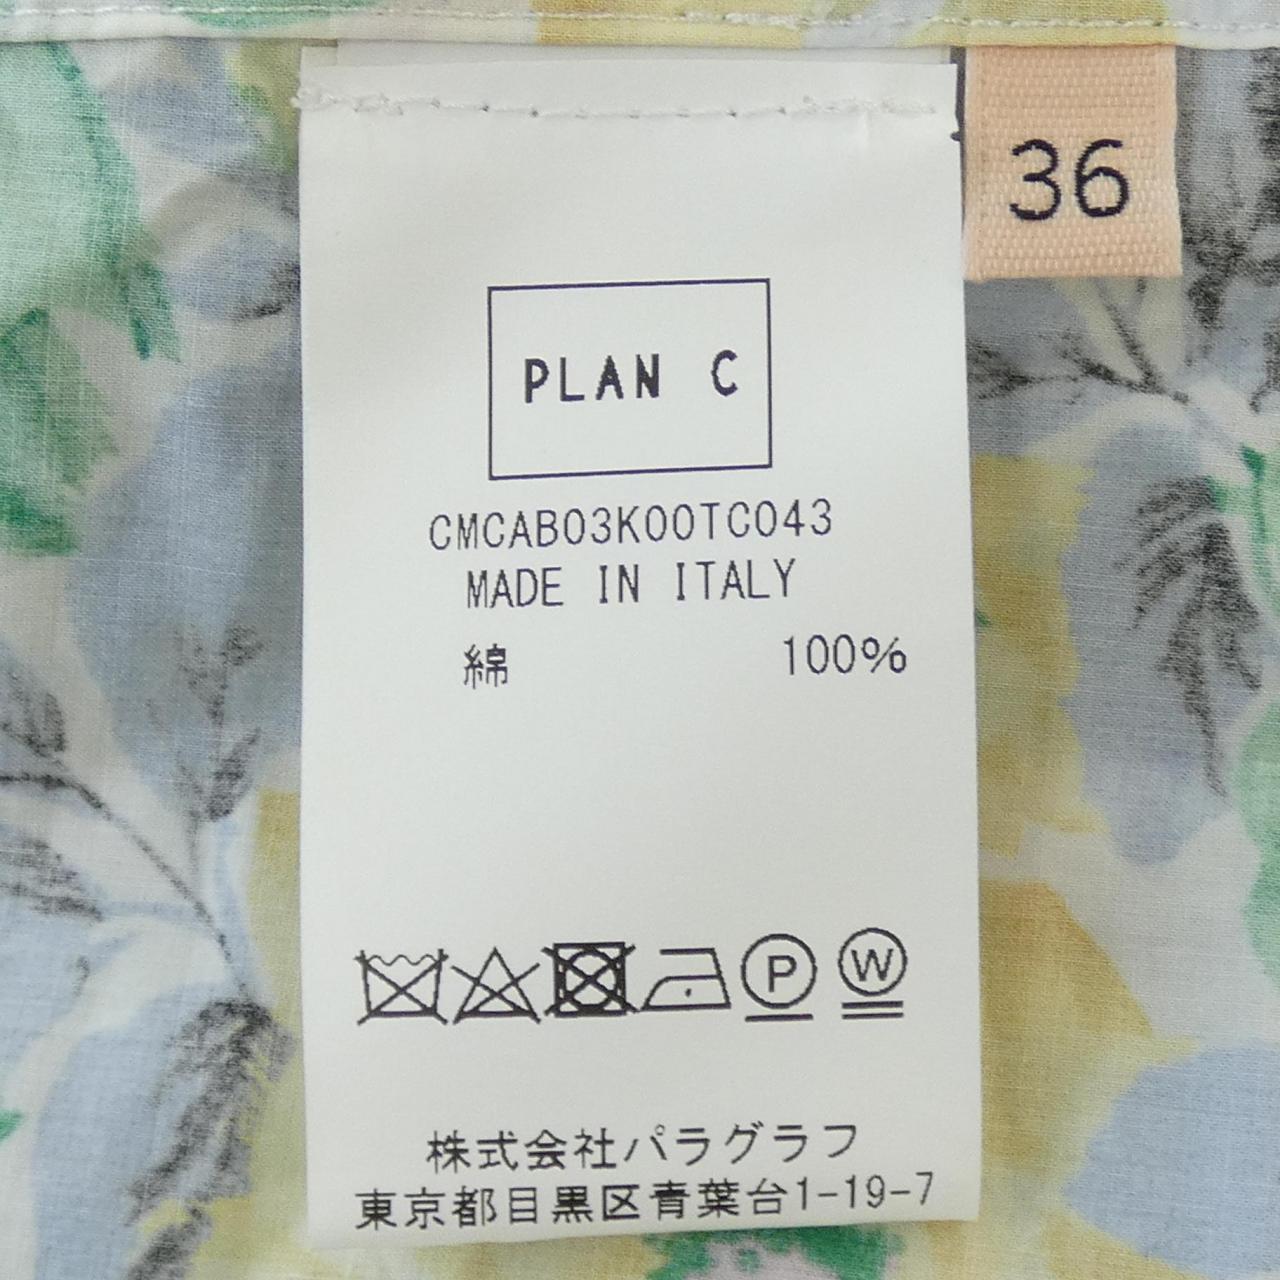 36
PLAN C
CMCAB03K00TC043
MADE IN ITALY
綿 100%
P W
株式会社パラグラフ
東京都目黒区青葉台1-19-7